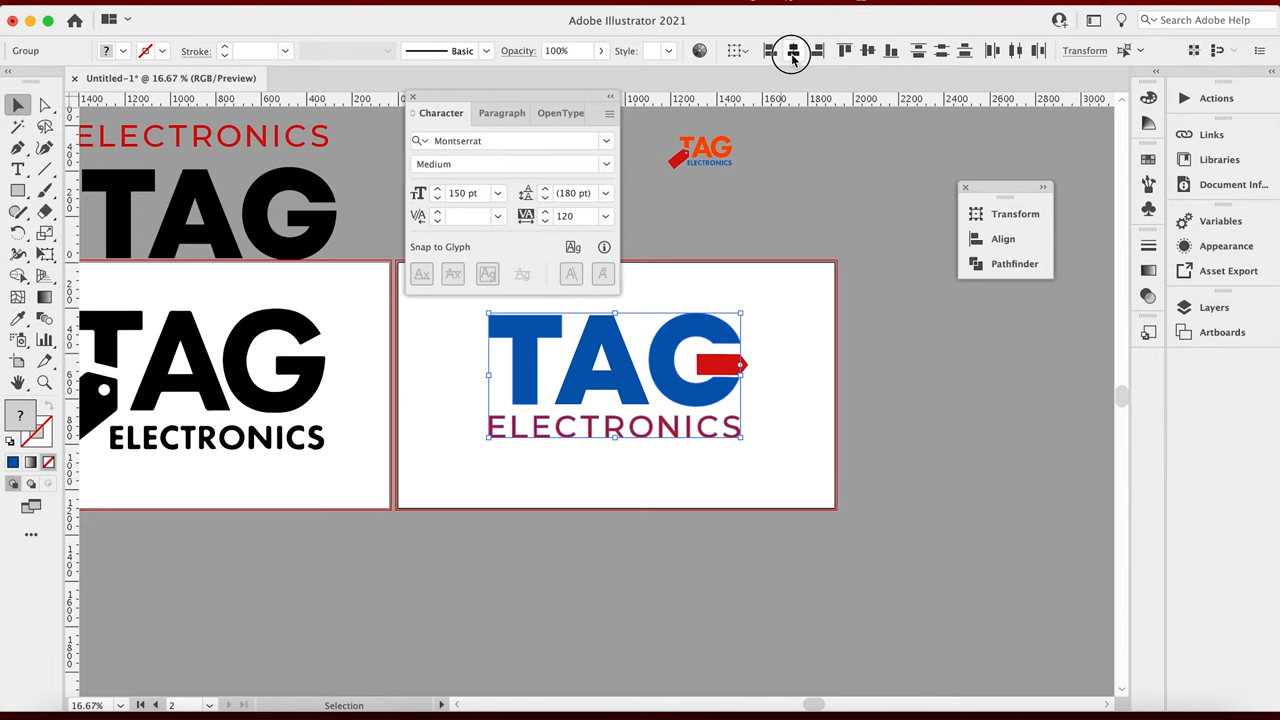 Adobe Illustrator 2021
Search Adobe Help
Group
?
Stroke:
Basic
Opacity:
100%
Style:
Transform
Untitled-1* @ 16.67 % (RGB/Preview)
1400
1200
1000
800
600
400
200
0
1000
1200
1400
1600
1800
2000
2200
2400
2600
2800
3000
Character
Paragraph
OpenType
Montserrat
Medium
150 pt
(180 pt)
120
Snap to Glyph
ELECTRONICS
TAG
TAG
ELECTRONICS
TAG
ELECTRONICS
TAG
ELECTRONICS
Transform
Align
Pathfinder
Actions
Links
Libraries
Document Inf...
Variables
Appearance
Asset Export
Layers
Artboards
?
16.67%
2
Selection